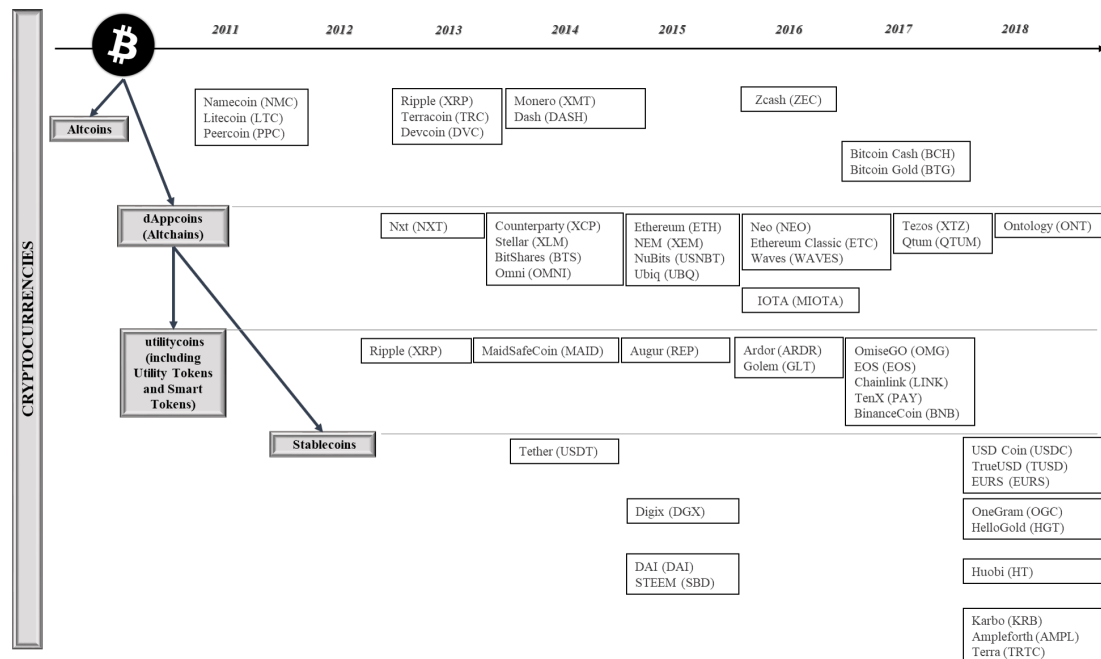 2011 2012 2013 2014 2015 2016 2017 2018
CRYPTOCURRENCIES
Altcoins
Namecoin (NMC)
Litecoin (LTC)
Peercoin (PPC)
Ripple (XRP)
Terracoin (TRC)
Devcoin (DVC)
Monero (XMT)
Dash (DASH)
Zcash (ZEC)
Bitcoin Cash (BCH)
Bitcoin Gold (BTG)
dAppcoins
(Altchains)
Nxt (NXT)
Counterparty (XCP)
Stellar (XLM)
BitShares (BTS)
Omni (OMNI)
Ethereum (ETH)
NEM (XEM)
NuBits (USNBT)
Ubiq (UBQ)
Neo (NEO)
Ethereum Classic (ETC)
Waves (WAVES)
IOTA (MIOTA)
Tezos (XTZ)
Qtum (QTUM)
Ontology (ONT)
utilitycoins
(including
Utility Tokens
and Smart
Tokens)
Ripple (XRP)
MaidSafeCoin (MAID)
Augur (REP)
Ardor (ARDR)
Golem (GLT)
OmiseGO (OMG)
EOS (EOS)
Chainlink (LINK)
TenX (PAY)
BinanceCoin (BNB)
Stablecoins
Tether (USDT)
USD Coin (USDC)
TrueUSD (TUSD)
EURS (EURS)
Digix (DGX)
OneGram (OGC)
HelloGold (HGT)
DAI (DAI)
STEEM (SBD)
Huobi (HT)
Karbo (KRB)
Ampleforth (AMPL)
Terra (TRTC)